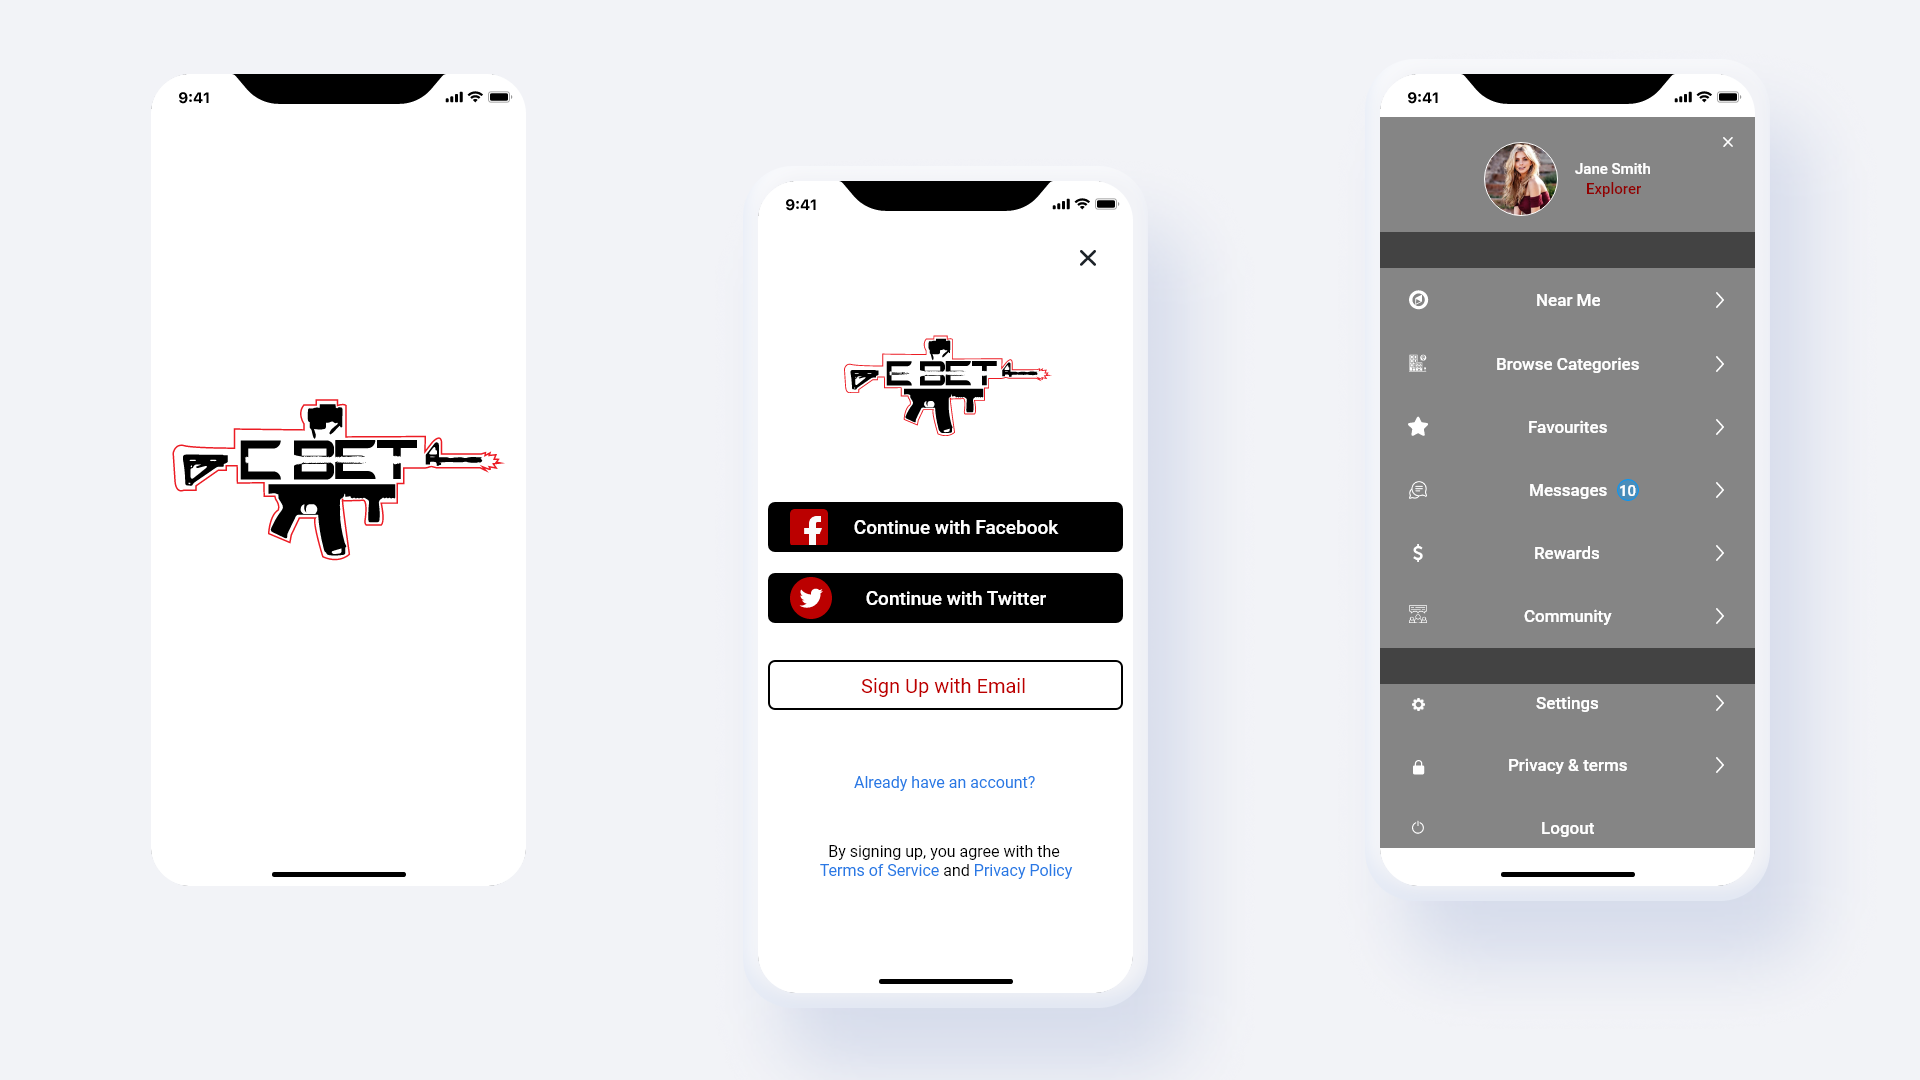 9:41
C BET
9:41
C BET
Continue with Facebook
Continue with Twitter
Sign Up with Email
Already have an account?
By signing up, you agree with the
Terms of Service and Privacy Policy
9:41
Jane Smith
Explorer
Near Me
Browse Categories
Favourites
Messages 10
Rewards
Community
Settings
Privacy & terms
Logout